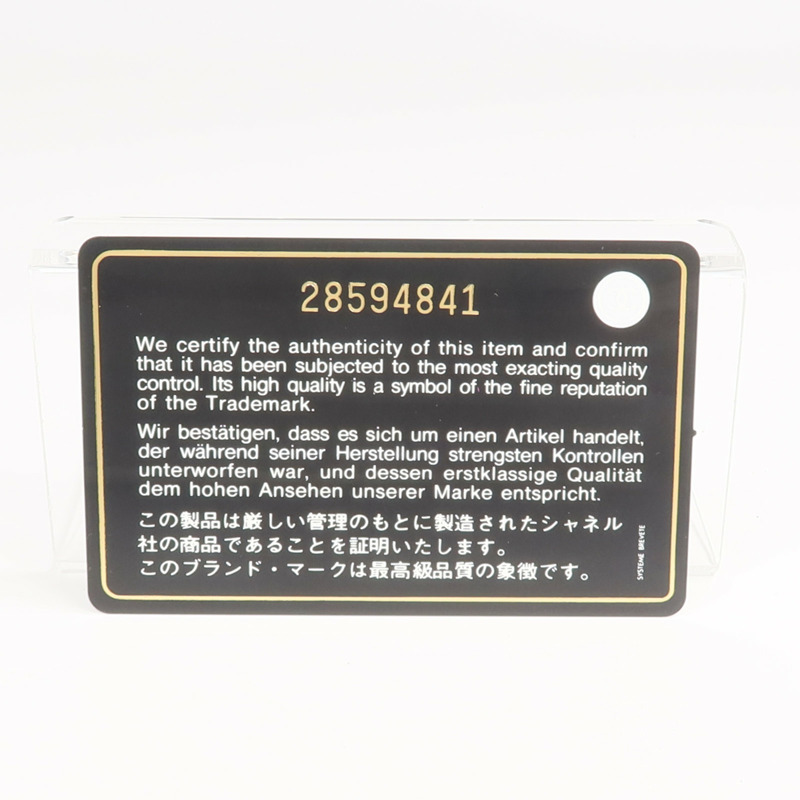 28594841
We certify the authenticity of this item and confirm
that it has been subjected to the most exacting quality
control. Its high quality is a symbol of the fine reputation
of the Trademark.
Wir bestätigen, dass es sich um einen Artikel handelt,
der während seiner Herstellung strengsten Kontrollen
unterworfen war, und dessen erstklassige Qualität
dem hohen Ansehen unserer Marke entspricht.
この製品は厳しい管理のもとに製造されたシャネル
社の商品であることを証明いたします。
このブランド・マークは最高級品質の象徴です。
SYSTEME BREVETE